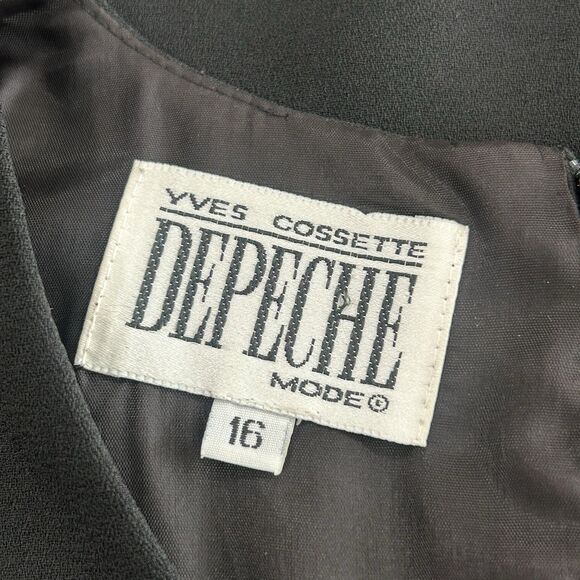 YVES COSSETTE
DEPECHE
MODE©
16